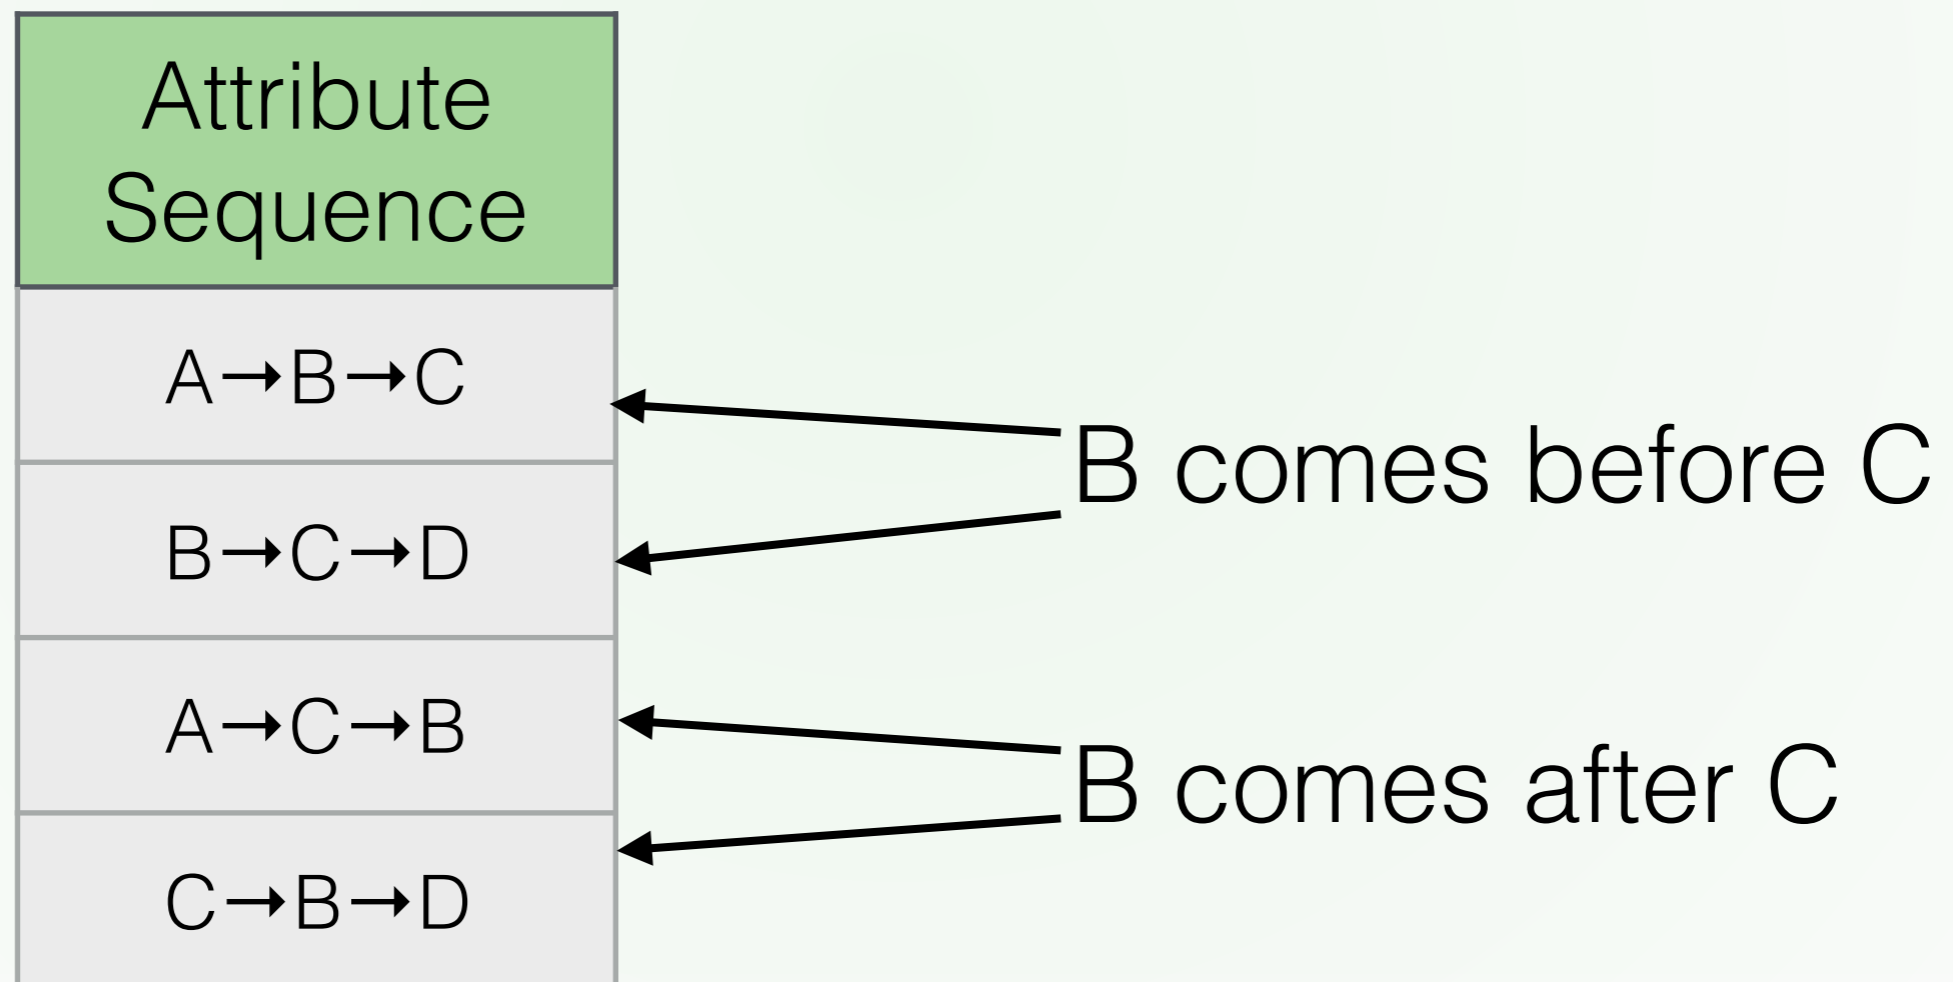 Attribute
Sequence
A→B→C
B→C→D
A→C→B
C→B→D
B comes before C
B comes after C